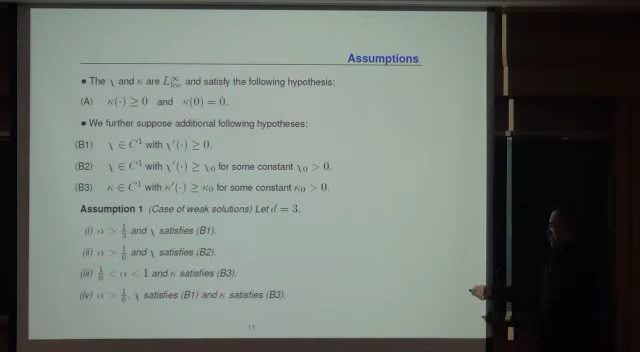 Assumptions
• The χ and κ are L^∞_loc and satisfy the following hypothesis:
(A) κ(·) ≥ 0 and κ(0) = 0.
• We further suppose additional following hypotheses:
(B1) χ ∈ C¹ with χ′(·) ≥ 0.
(B2) χ ∈ C¹ with χ′(·) ≥ χ₀ for some constant χ₀ > 0.
(B3) κ ∈ C¹ with κ′(·) ≥ κ₀ for some constant κ₀ > 0.
Assumption 1 (Case of weak solutions) Let d = 3.
(i) α > 1/3 and χ satisfies (B1).
(ii) α > 1/6 and χ satisfies (B2).
(iii) 1/6 < α < 1 and κ satisfies (B3).
(iv) α > 1/6, χ satisfies (B1) and κ satisfies (B3).